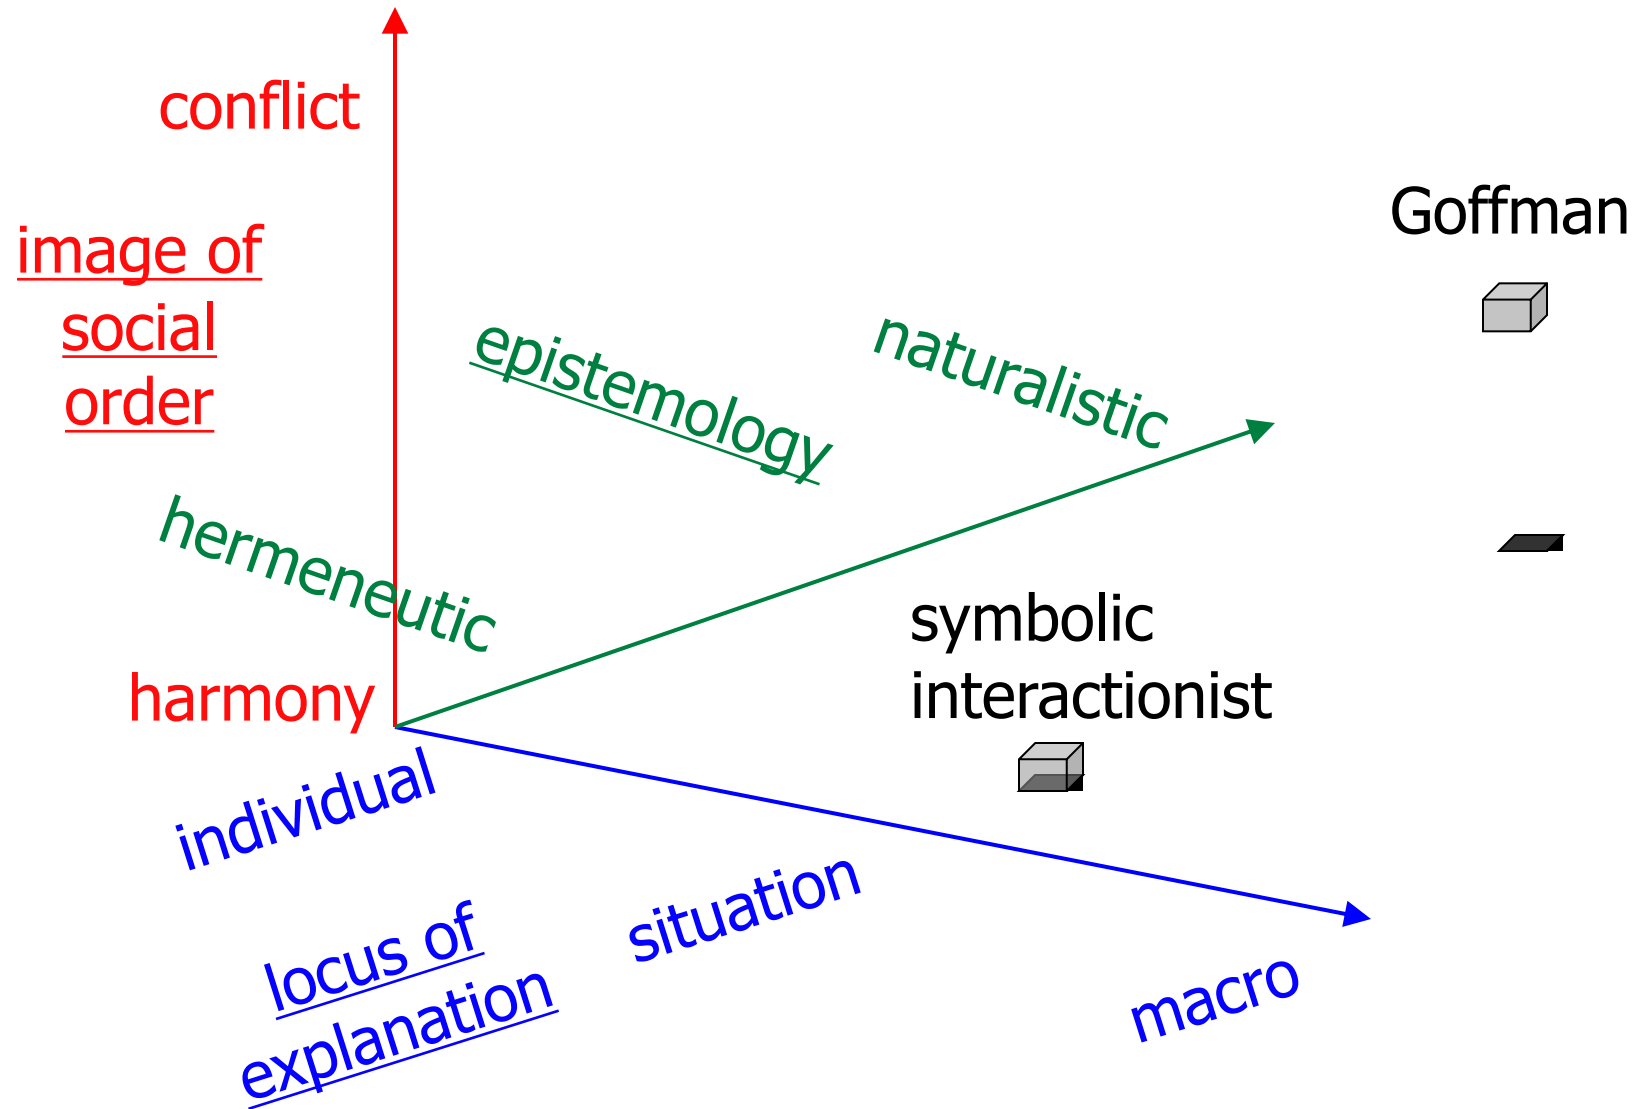 conflict
Goffman
image of
social
order
epistemology
naturalistic
hermeneutic
symbolic
interactionist
harmony
individual
situation
locus of
explanation
macro